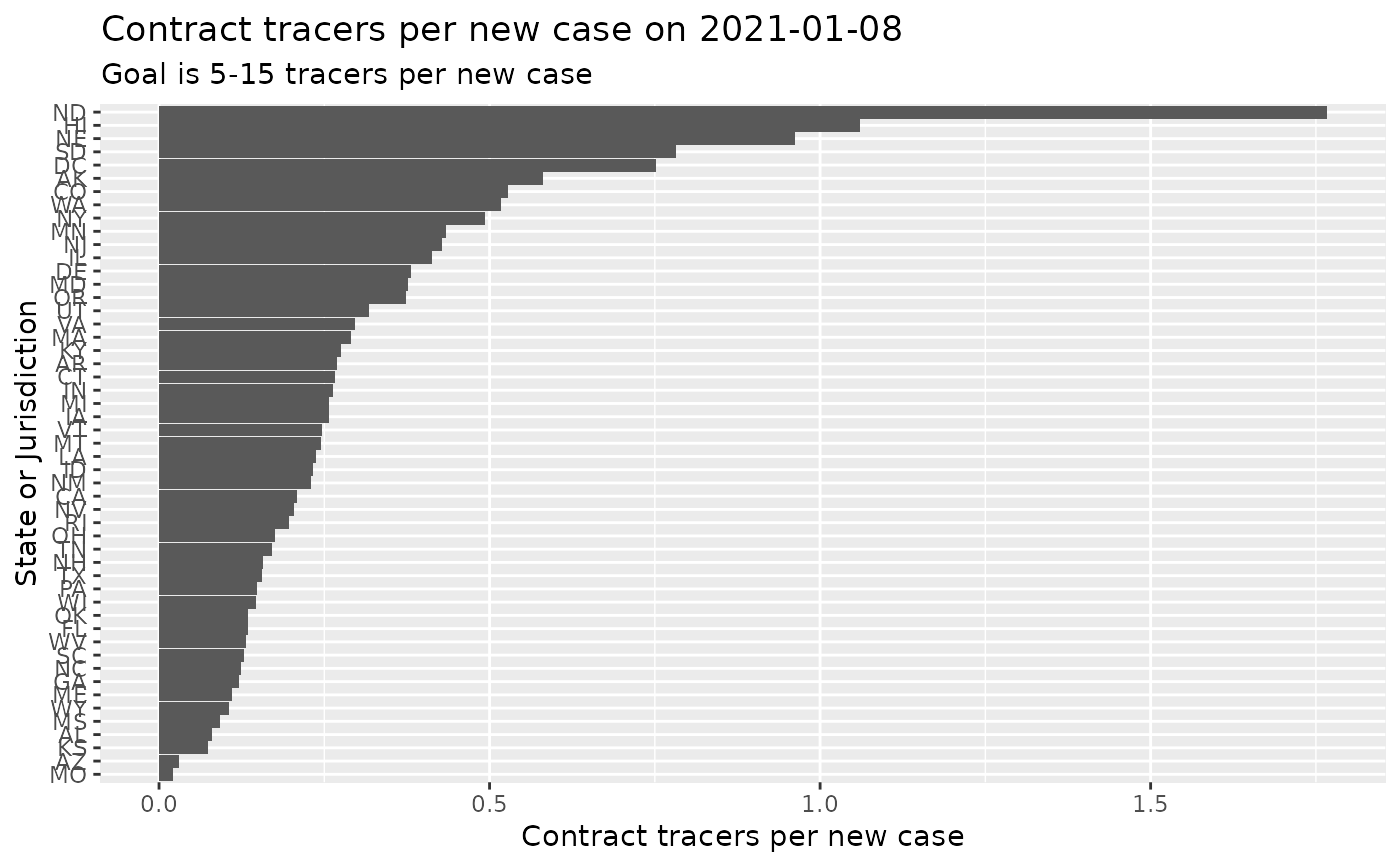 Contract tracers per new case on 2021-01-08
Goal is 5-15 tracers per new case
State or Jurisdiction
ND
HI
NE
SD
DC
AK
CO
WA
NY
MN
NJ
IL
DE
MD
OR
UT
VA
MA
KY
AR
CT
IN
MI
IA
VT
MT
LA
ID
NM
CA
NV
RI
OH
TN
NH
TX
PA
WI
OK
FL
WV
SC
NC
GA
ME
WY
MS
AL
KS
AZ
MO
0.0 0.5 1.0 1.5
Contract tracers per new case